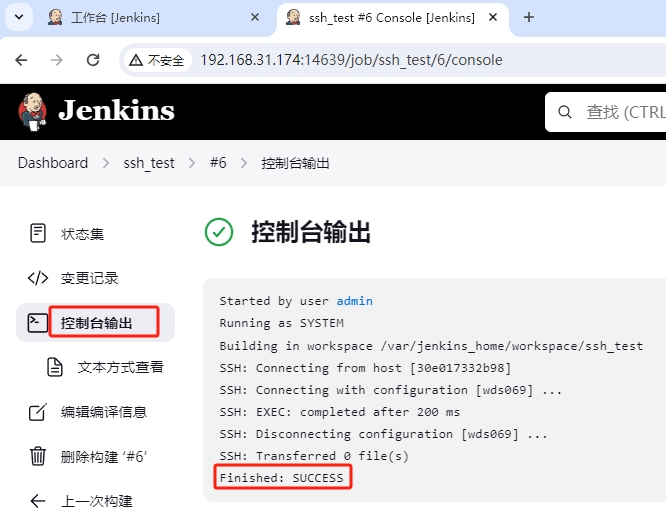 工作台 [Jenkins]
ssh_test #6 Console [Jenkins]
不安全
192.168.31.174:14639/job/ssh_test/6/console
Jenkins
查找 (CTRL
Dashboard
ssh_test
#6
控制台输出
状态集
变更记录
控制台输出
文本方式查看
编辑编译信息
删除构建 ‘#6’
上一次构建
控制台输出
Started by user admin
Running as SYSTEM
Building in workspace /var/jenkins_home/workspace/ssh_test
SSH: Connecting from host [30e017332b98]
SSH: Connecting with configuration [wds069] ...
SSH: EXEC: completed after 200 ms
SSH: Disconnecting configuration [wds069] ...
SSH: Transferred 0 file(s)
Finished: SUCCESS